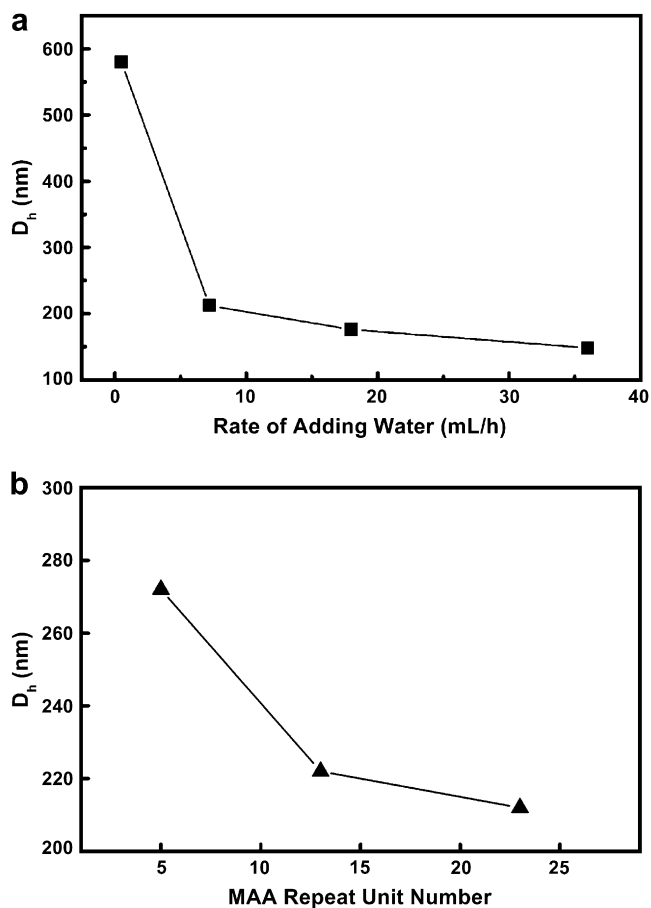 a
600
500
400
300
200
100
D_h (nm)
0 10 20 30 40
Rate of Adding Water (mL/h)
b
300
280
260
240
220
200
D_h (nm)
5 10 15 20 25
MAA Repeat Unit Number